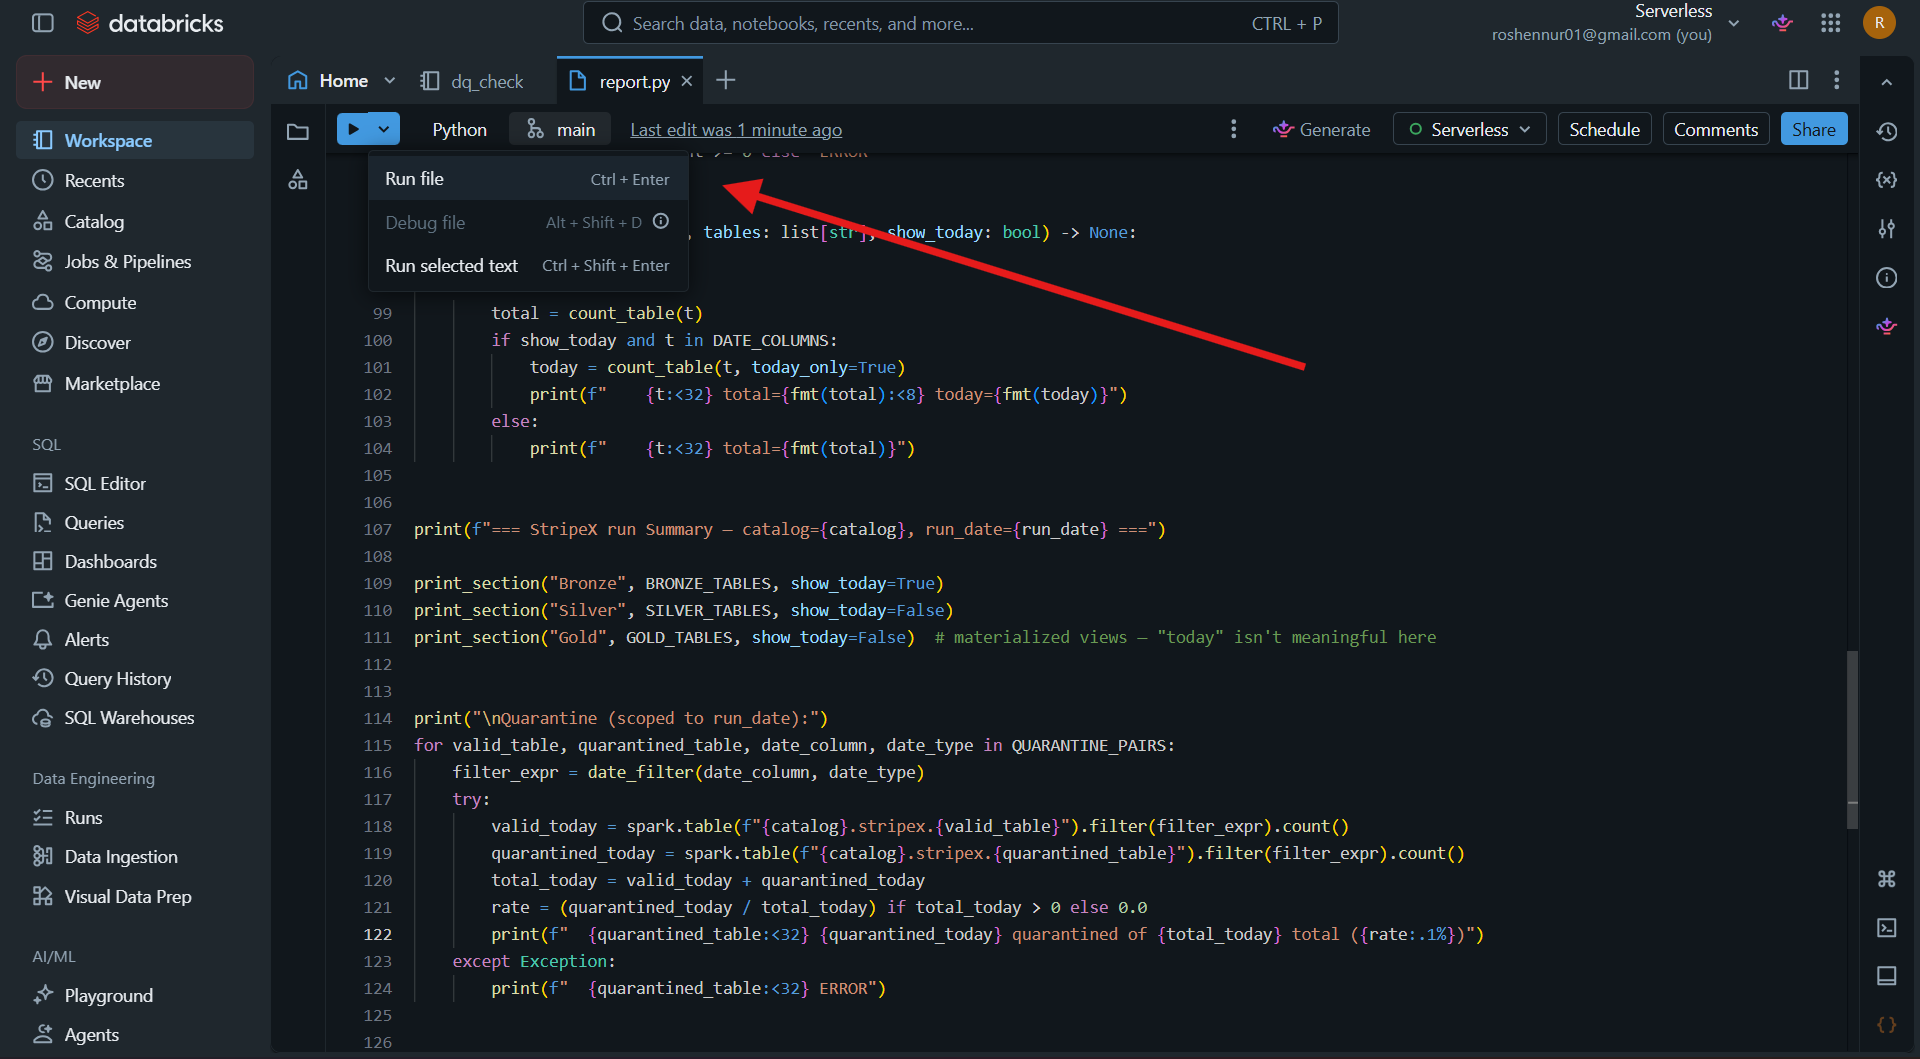 databricks
Search data, notebooks, recents, and more...
CTRL + P
Serverless
roshennur01@gmail.com (you)
R
New
Workspace
Recents
Catalog
Jobs & Pipelines
Compute
Discover
Marketplace
SQL
SQL Editor
Queries
Dashboards
Genie Agents
Alerts
Query History
SQL Warehouses
Data Engineering
Runs
Data Ingestion
Visual Data Prep
AI/ML
Playground
Agents
Home
dq_check
report.py
Python
main
Last edit was 1 minute ago
Generate
Serverless
Schedule
Comments
Share
Run file Ctrl + Enter
Debug file Alt + Shift + D
Run selected text Ctrl + Shift + Enter
>= 0 else "ERROR"
, tables: list[str], show_today: bool) -> None:
99 total = count_table(t)
100 if show_today and t in DATE_COLUMNS:
101 today = count_table(t, today_only=True)
102 print(f"    {t:<32} total={fmt(total):<8} today={fmt(today)}")
103 else:
104 print(f"    {t:<32} total={fmt(total)}")
105
106
107 print(f"=== StripeX run Summary — catalog={catalog}, run_date={run_date} ===")
108
109 print_section("Bronze", BRONZE_TABLES, show_today=True)
110 print_section("Silver", SILVER_TABLES, show_today=False)
111 print_section("Gold", GOLD_TABLES, show_today=False)  # materialized views — "today" isn't meaningful here
112
113
114 print("\nQuarantine (scoped to run_date):")
115 for valid_table, quarantined_table, date_column, date_type in QUARANTINE_PAIRS:
116 filter_expr = date_filter(date_column, date_type)
117 try:
118 valid_today = spark.table(f"{catalog}.stripex.{valid_table}").filter(filter_expr).count()
119 quarantined_today = spark.table(f"{catalog}.stripex.{quarantined_table}").filter(filter_expr).count()
120 total_today = valid_today + quarantined_today
121 rate = (quarantined_today / total_today) if total_today > 0 else 0.0
122 print(f"  {quarantined_table:<32} {quarantined_today} quarantined of {total_today} total ({rate:.1%})")
123 except Exception:
124 print(f"  {quarantined_table:<32} ERROR")
125
126